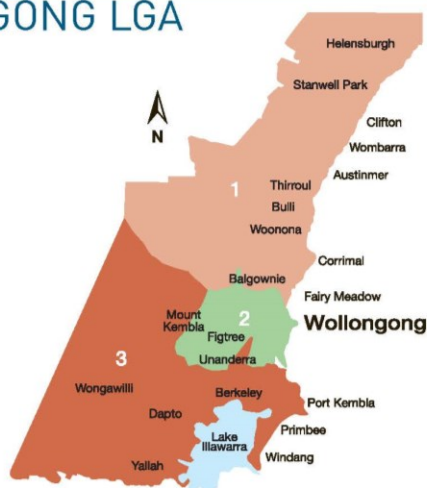 GONG LGA
Helensburgh
Stanwell Park
N
Clifton
Wombarra
Austinmer
Thirroul
1
Bulli
Woonona
Corrimal
Balgownie
Fairy Meadow
Mount
Kembla
2
Wollongong
Figtree
3
Unanderra
Wongawilli
Berkeley
Dapto
Port Kembla
Primbee
Lake
Illawarra
Windang
Yallah